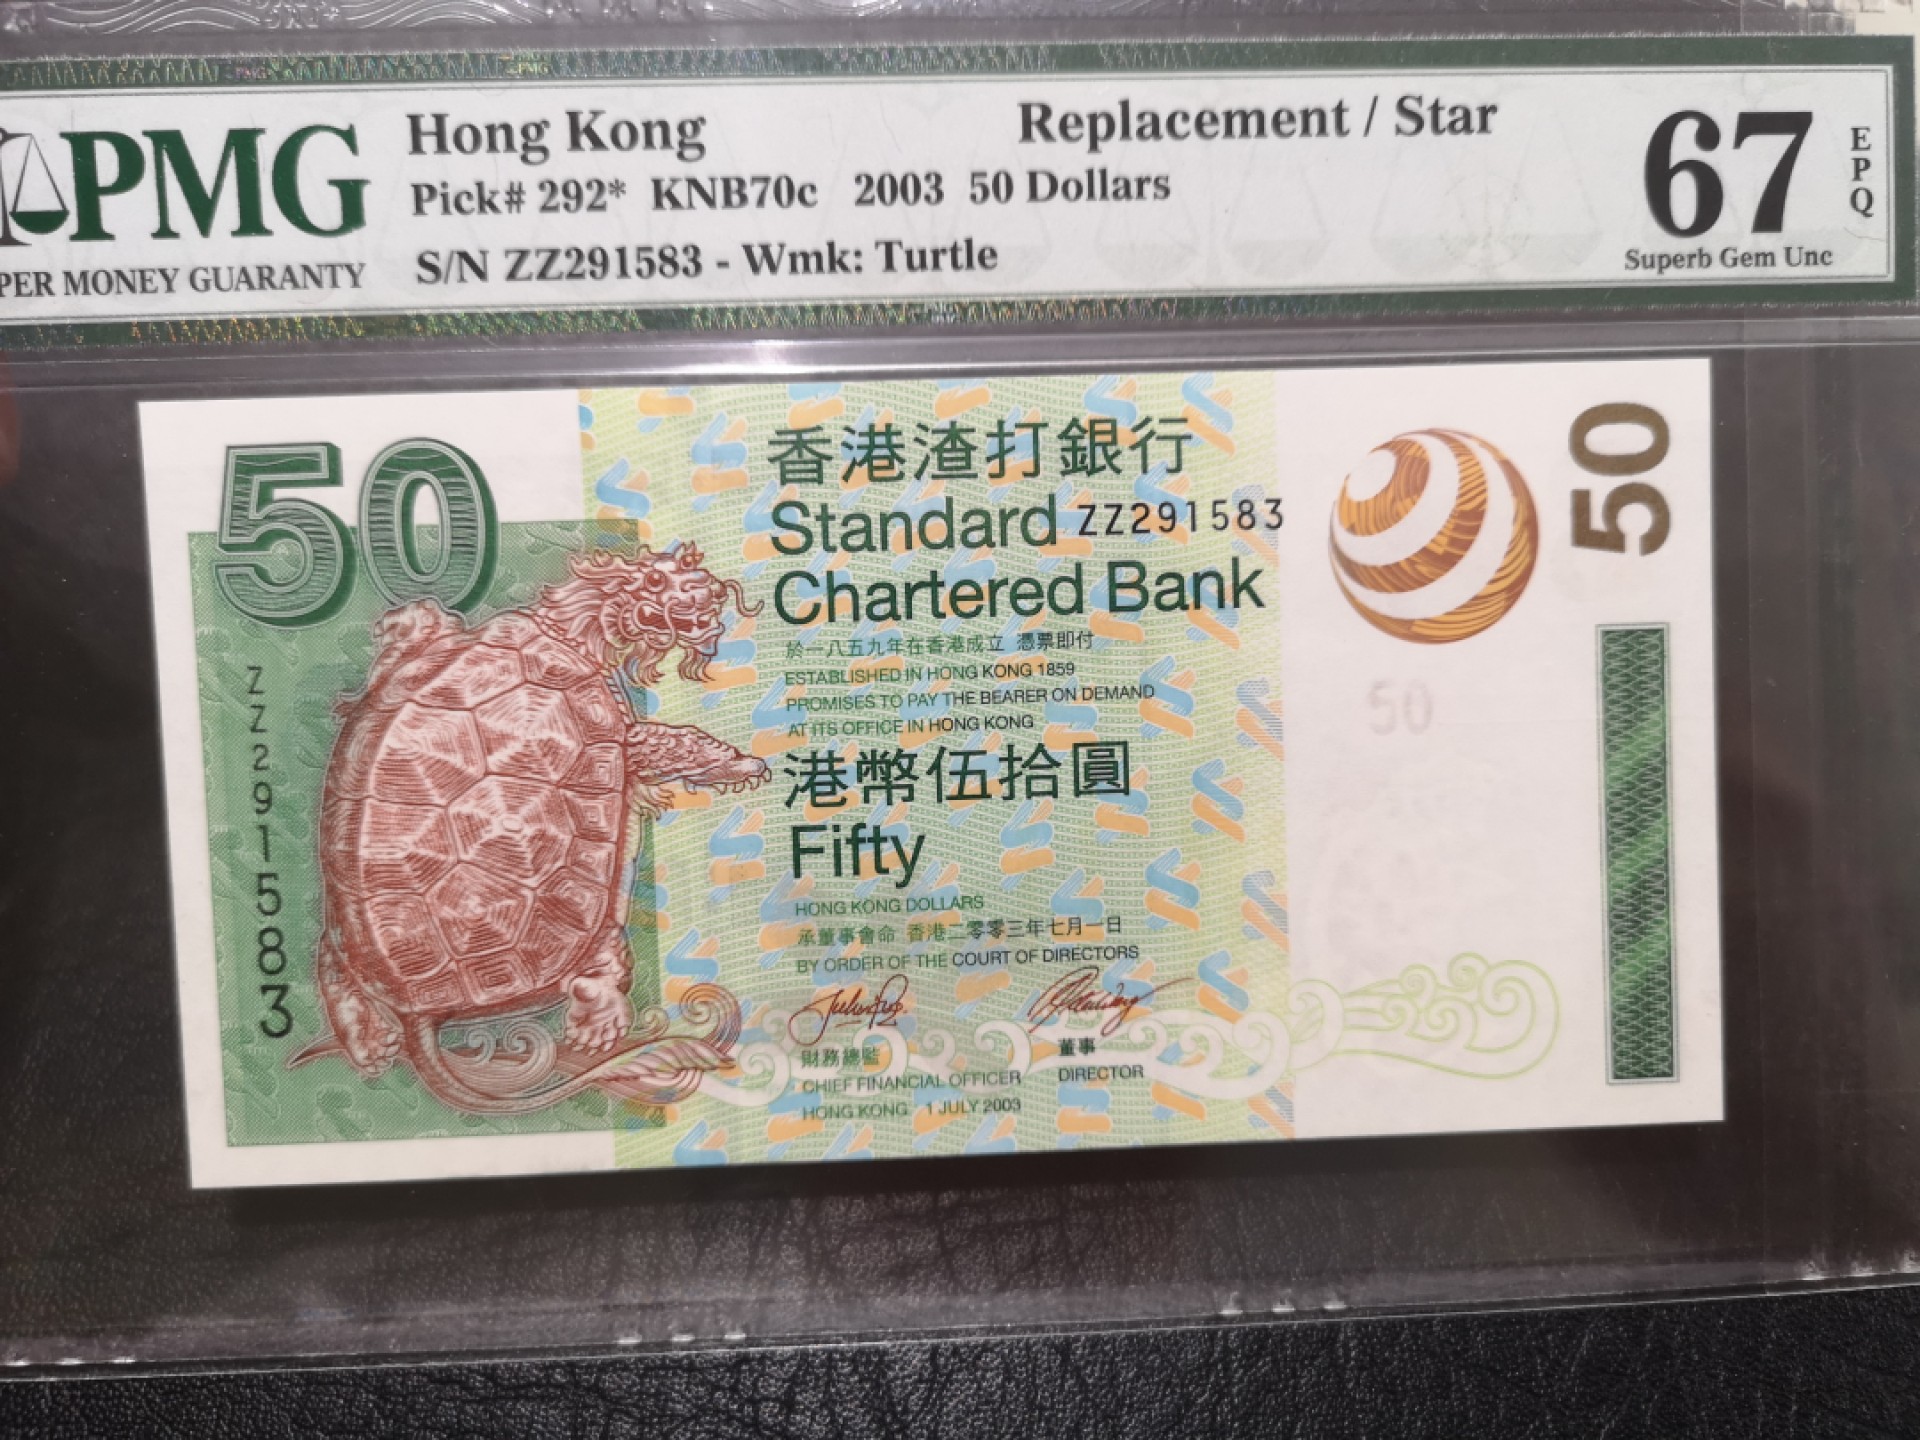 PMG
PER MONEY GUARANTY
Hong Kong
Replacement / Star
Pick# 292* KNB70c 2003 50 Dollars
S/N ZZ291583 - Wmk: Turtle
67
EPQ
Superb Gem Unc
50
ZZ291583
香港渣打銀行
Standard
ZZ291583
Chartered Bank
於一八五九年在香港成立 憑票即付
ESTABLISHED IN HONG KONG 1859
PROMISES TO PAY THE BEARER ON DEMAND
AT ITS OFFICE IN HONG KONG
港幣伍拾圓
Fifty
HONG KONG DOLLARS
承董事會命 香港二零零三年七月一日
BY ORDER OF THE COURT OF DIRECTORS
財務總監
CHIEF FINANCIAL OFFICER
HONG KONG 1 JULY 2003
董事
DIRECTOR
50
50